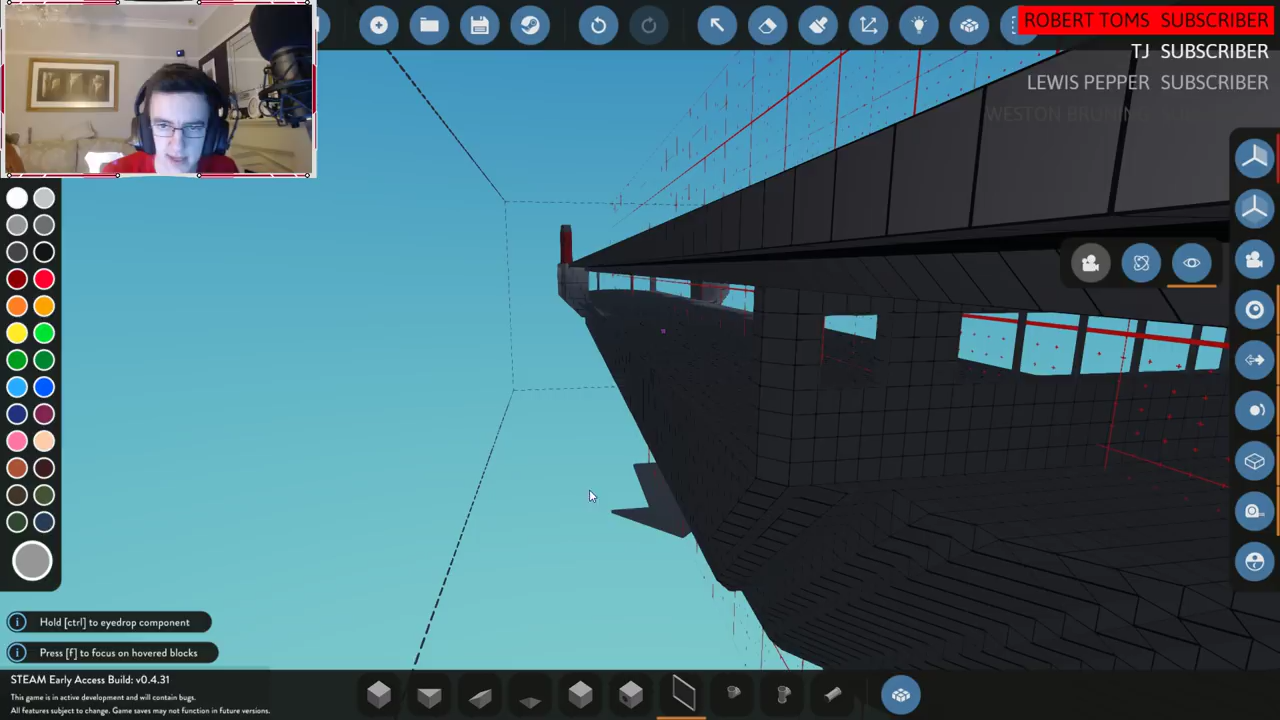 ROBERT TOMS SUBSCRIBER
TJ SUBSCRIBER
LEWIS PEPPER SUBSCRIBER
Hold [ctrl] to eyedrop component
Press [f] to focus on hovered blocks
STEAM Early Access Build: v0.4.31
This game is in active development and will contain bugs.
All features subject to change. Game saves may not function in future versions.